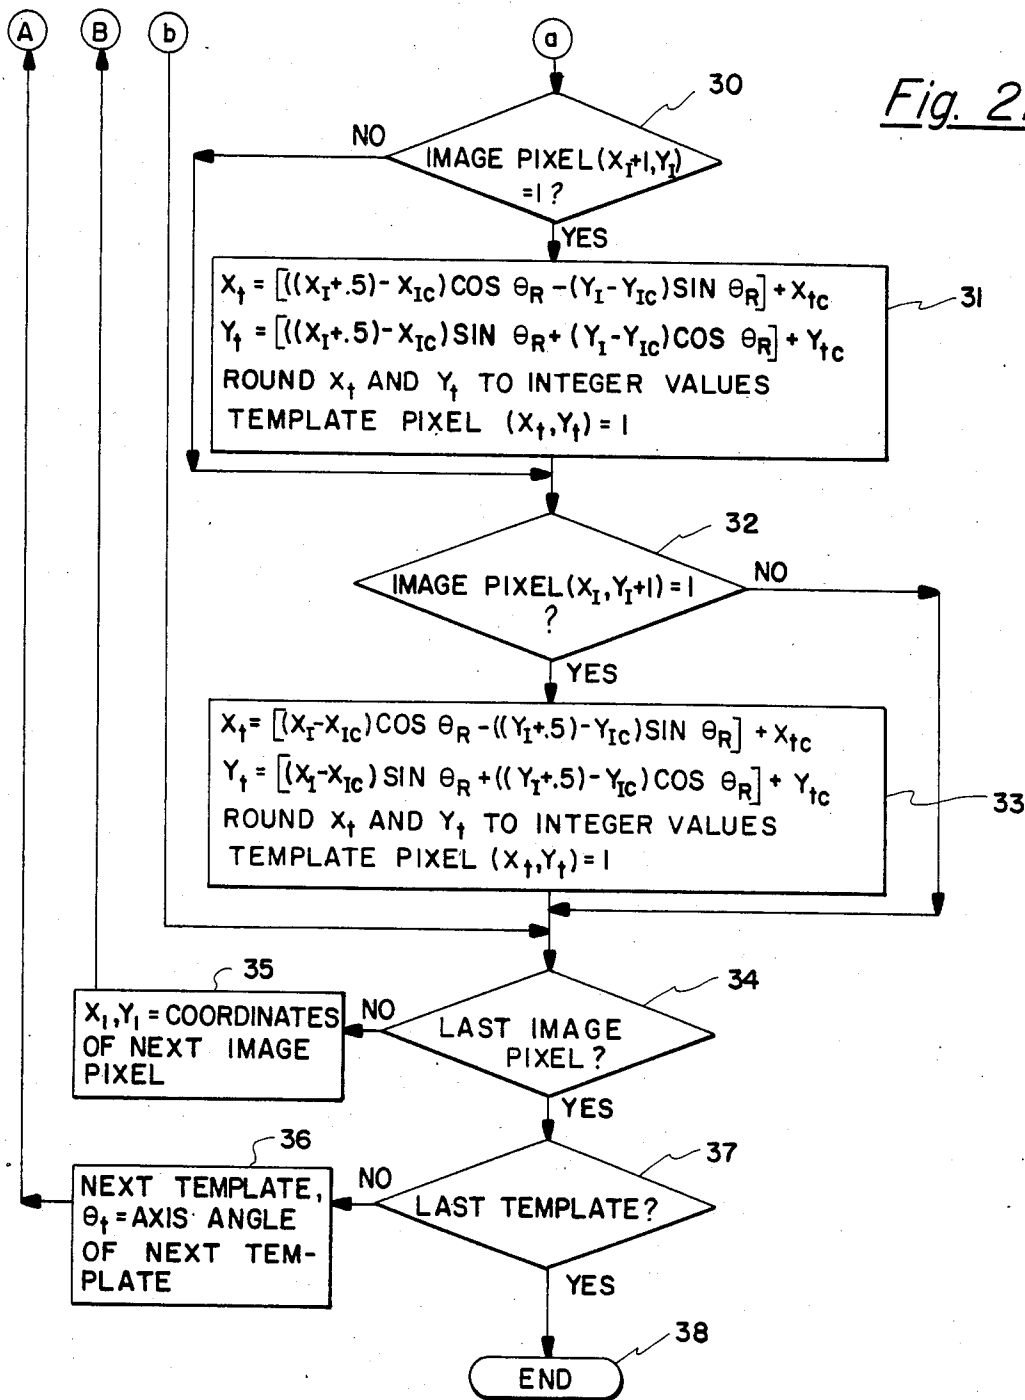 A B b a
Fig. 2.
30
NO
IMAGE PIXEL(X_I+1,Y_I)
=1?
YES
X_t = [((X_I+.5)-X_IC)COS θ_R -(Y_I-Y_IC)SIN θ_R] + X_tc
Y_t = [((X_I+.5)-X_IC)SIN θ_R + (Y_I-Y_IC)COS θ_R] + Y_tc
ROUND X_t AND Y_t TO INTEGER VALUES
TEMPLATE PIXEL (X_t,Y_t) = 1
31
32
IMAGE PIXEL(X_I,Y_I+1)=1
?
NO
YES
X_t = [(X_I-X_IC)COS θ_R -((Y_I+.5)-Y_IC)SIN θ_R] + X_tc
Y_t = [(X_I-X_IC)SIN θ_R +((Y_I+.5)-Y_IC)COS θ_R] + Y_tc
ROUND X_t AND Y_t TO INTEGER VALUES
TEMPLATE PIXEL (X_t,Y_t)=1
33
35
X_1,Y_1 = COORDINATES
OF NEXT IMAGE
PIXEL
NO
34
LAST IMAGE
PIXEL?
YES
36
NEXT TEMPLATE,
θ_t = AXIS ANGLE
OF NEXT TEM-
PLATE
NO
37
LAST TEMPLATE?
YES
38
END